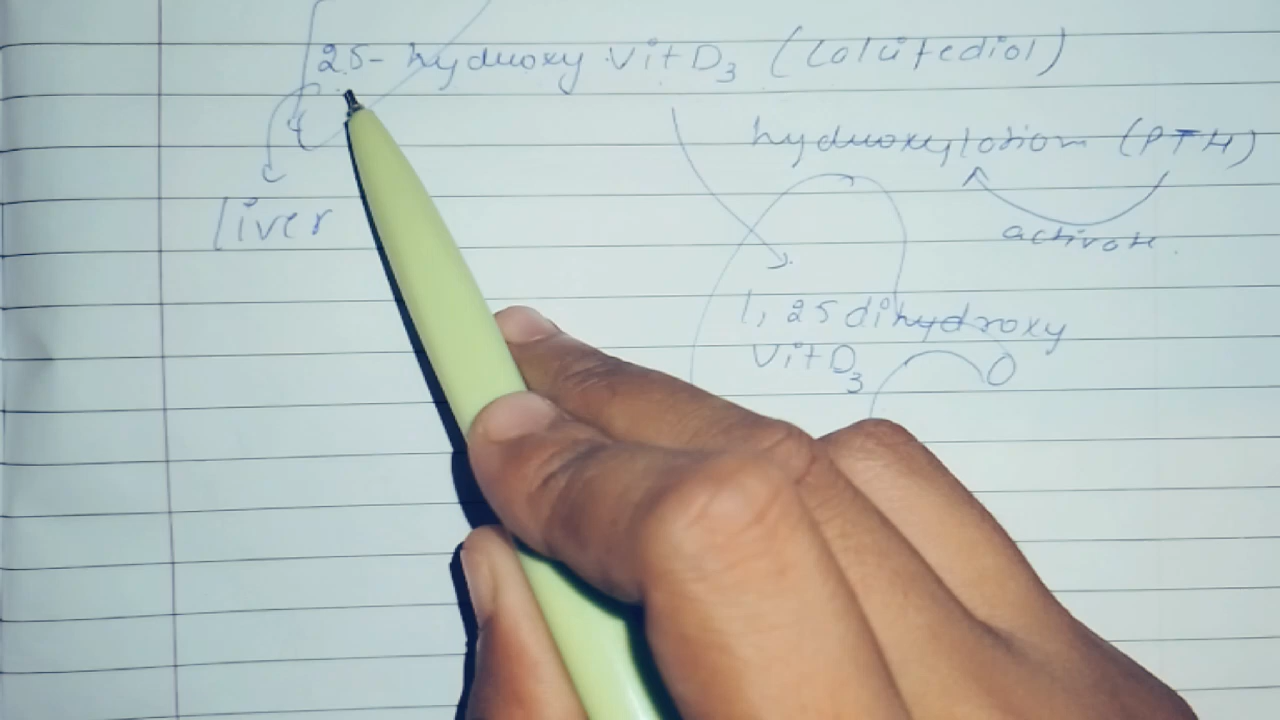 25- hydroxy Vit D3 (Calcifediol)
hydroxylation (PTH)
liver
activate.
1, 25 dihydroxy
Vit D3